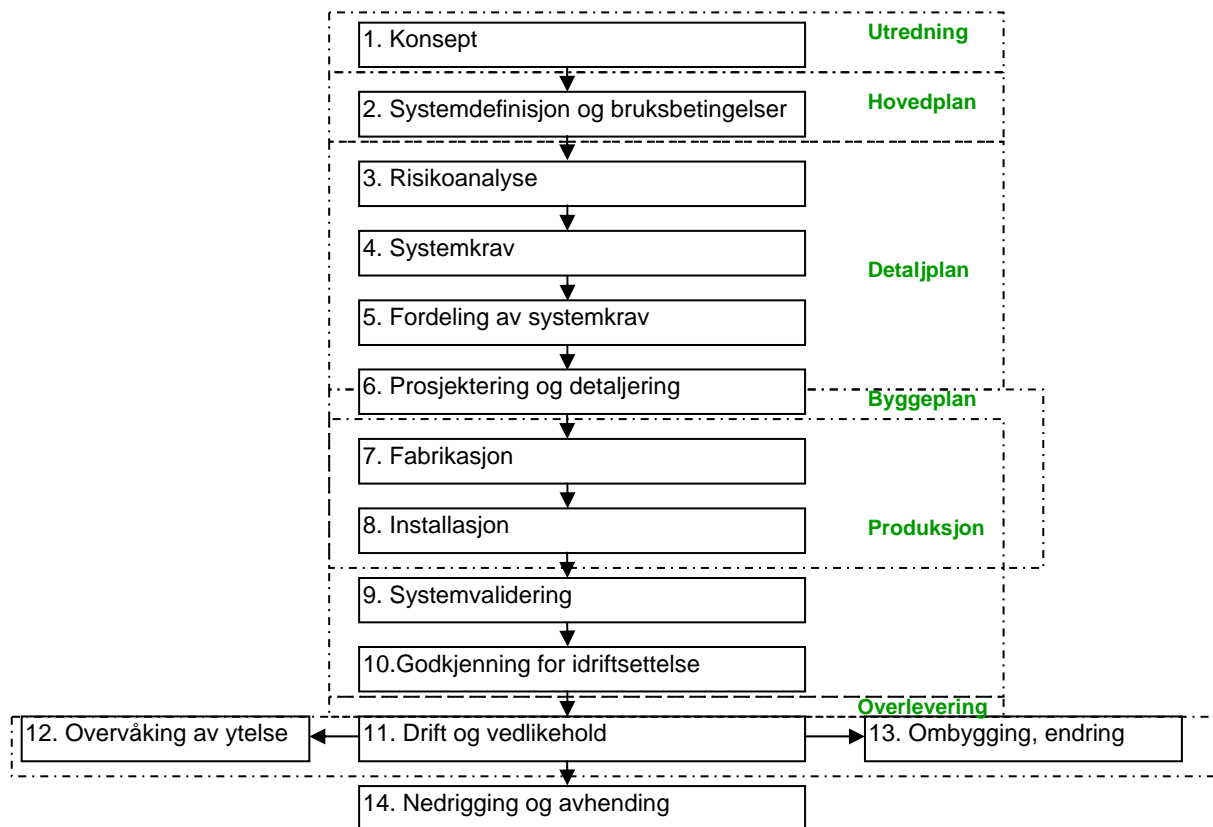 1. Konsept
Utredning
2. Systemdefinisjon og bruksbetingelser
Hovedplan
3. Risikoanalyse
4. Systemkrav
Detaljplan
5. Fordeling av systemkrav
6. Prosjektering og detaljering
Byggeplan
7. Fabrikasjon
8. Installasjon
Produksjon
9. Systemvalidering
10.Godkjenning for idriftsettelse
Overlevering
12. Overvåking av ytelse
11. Drift og vedlikehold
13. Ombygging, endring
14. Nedrigging og avhending